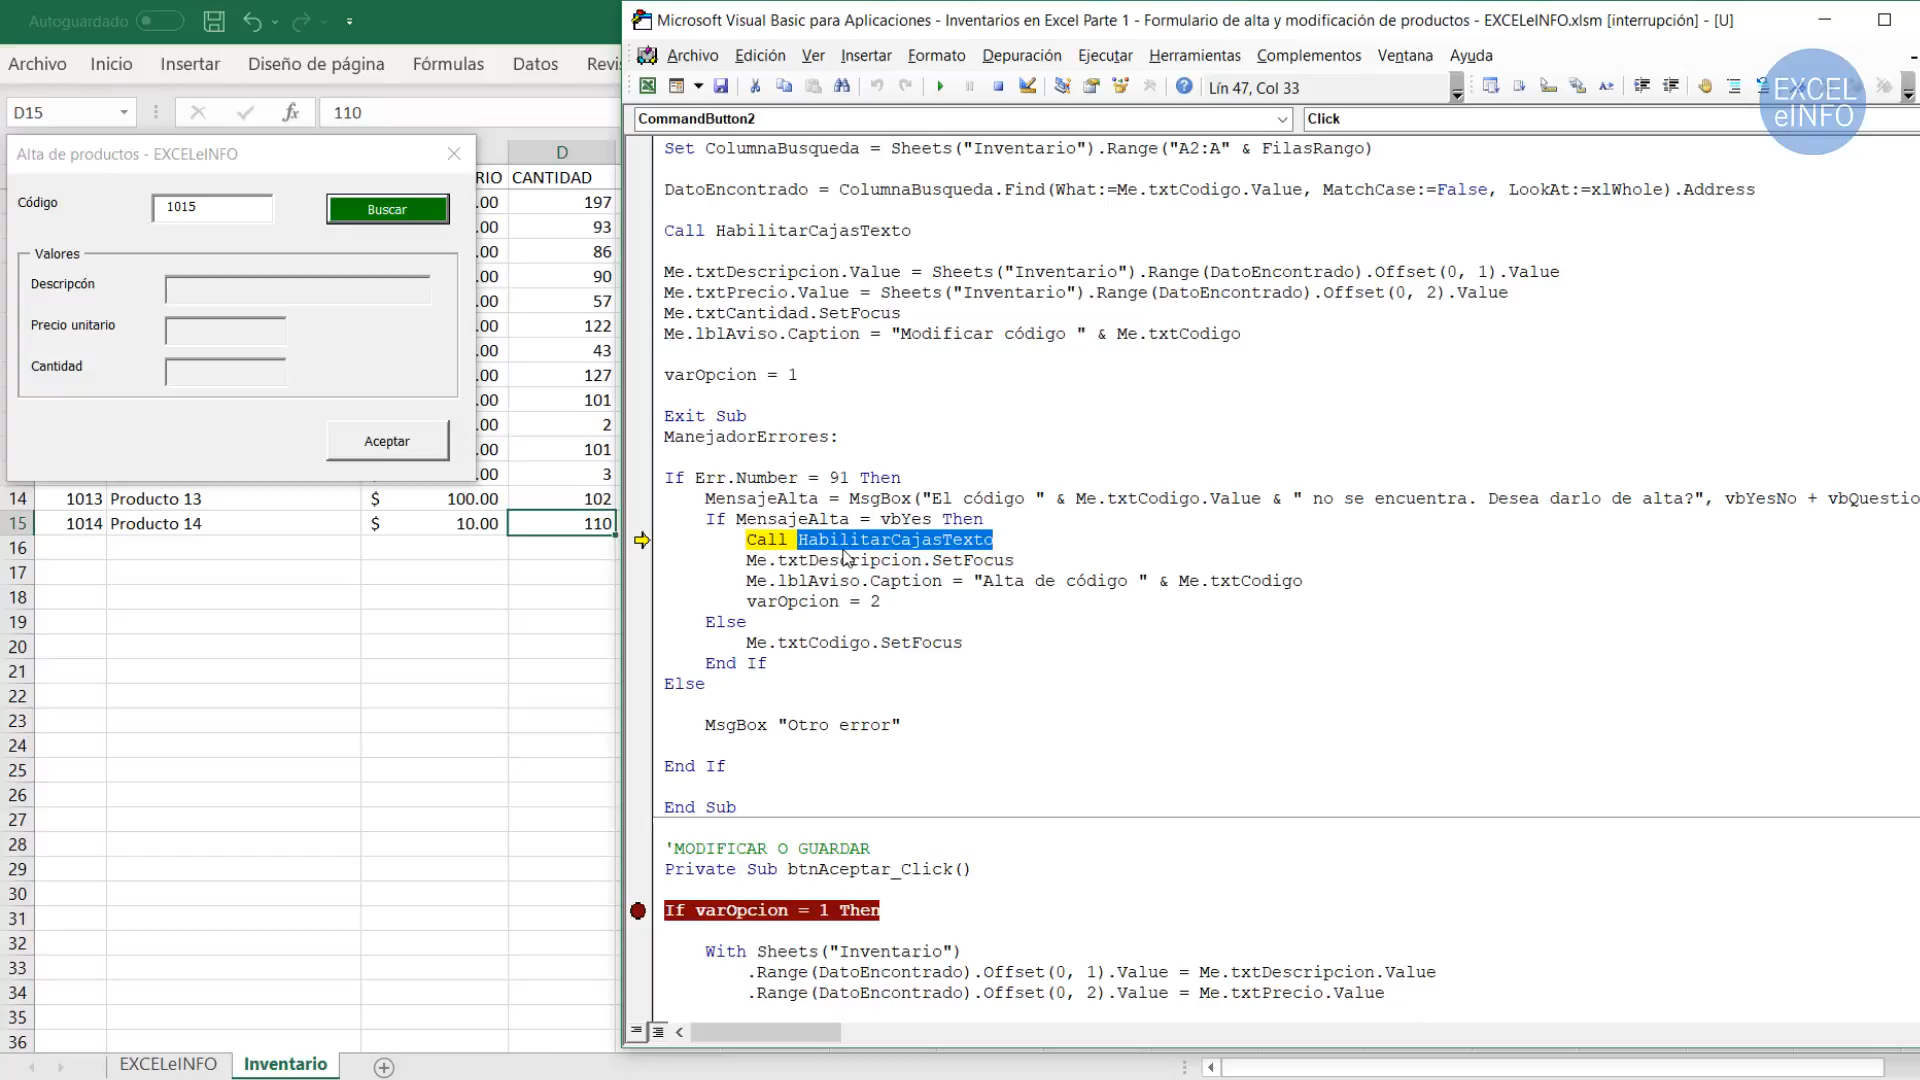 Autoguardado
Archivo Inicio Insertar Diseño de página Fórmulas Datos Revis
D15 fx 110
Alta de productos - EXCELeINFO
Código 1015 Buscar
Valores
Descripcón
Precio unitario
Cantidad
Aceptar
D
RIO CANTIDAD
.00 197
.00 93
.00 86
.00 90
.00 57
.00 122
.00 43
.00 127
.00 101
.00 2
.00 101
.00 3
14 1013 Producto 13 $ 100.00 102
15 1014 Producto 14 $ 10.00 110
16
17
18
19
20
21
22
23
24
25
26
27
28
29
30
31
32
33
34
35
36
EXCELeINFO Inventario
Microsoft Visual Basic para Aplicaciones - Inventarios en Excel Parte 1 - Formulario de alta y modificación de productos - EXCELeINFO.xlsm [interrupción] - [U]
Archivo Edición Ver Insertar Formato Depuración Ejecutar Herramientas Complementos Ventana Ayuda
Lín 47, Col 33
EXCEL
eINFO
CommandButton2 Click
Set ColumnaBusqueda = Sheets("Inventario").Range("A2:A" & FilasRango)
DatoEncontrado = ColumnaBusqueda.Find(What:=Me.txtCodigo.Value, MatchCase:=False, LookAt:=xlWhole).Address
Call HabilitarCajasTexto
Me.txtDescripcion.Value = Sheets("Inventario").Range(DatoEncontrado).Offset(0, 1).Value
Me.txtPrecio.Value = Sheets("Inventario").Range(DatoEncontrado).Offset(0, 2).Value
Me.txtCantidad.SetFocus
Me.lblAviso.Caption = "Modificar código " & Me.txtCodigo
varOpcion = 1
Exit Sub
ManejadorErrores:
If Err.Number = 91 Then
MensajeAlta = MsgBox("El código " & Me.txtCodigo.Value & " no se encuentra. Desea darlo de alta?", vbYesNo + vbQuestio
If MensajeAlta = vbYes Then
Call HabilitarCajasTexto
Me.txtDescripcion.SetFocus
Me.lblAviso.Caption = "Alta de código " & Me.txtCodigo
varOpcion = 2
Else
Me.txtCodigo.SetFocus
End If
Else
MsgBox "Otro error"
End If
End Sub
'MODIFICAR O GUARDAR
Private Sub btnAceptar_Click()
If varOpcion = 1 Then
With Sheets("Inventario")
.Range(DatoEncontrado).Offset(0, 1).Value = Me.txtDescripcion.Value
.Range(DatoEncontrado).Offset(0, 2).Value = Me.txtPrecio.Value